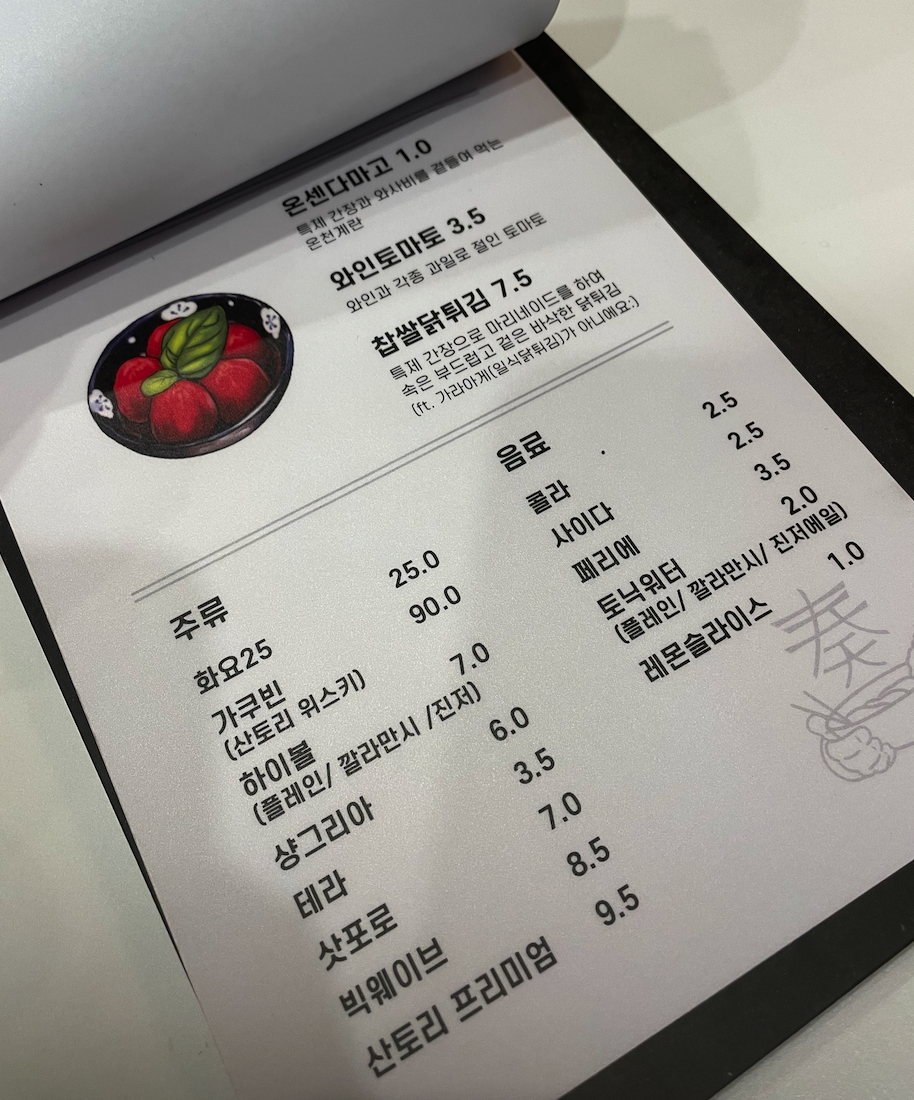 온센다마고 1.0
특제 간장과 와사비를 곁들여 먹는
온천계란
와인토마토 3.5
와인과 각종 과일로 절인 토마토
찹쌀닭튀김 7.5
특제 간장으로 마리네이드를 하여
속은 부드럽고 겉은 바삭한 닭튀김
(ft. 가라아게(일식닭튀김)가 아니에요.)
주류
화요25 25.0
가쿠빈 90.0
(산토리 위스키)
하이볼 7.0
(플레인/ 깔라만시 /진저)
샹그리아 6.0
테라 3.5
삿포로 7.0
빅웨이브 8.5
산토리 프리미엄 9.5
음료
콜라 2.5
사이다 2.5
페리에 3.5
토닉워터 2.0
(플레인/ 깔라만시/ 진저에일)
레몬슬라이스 1.0